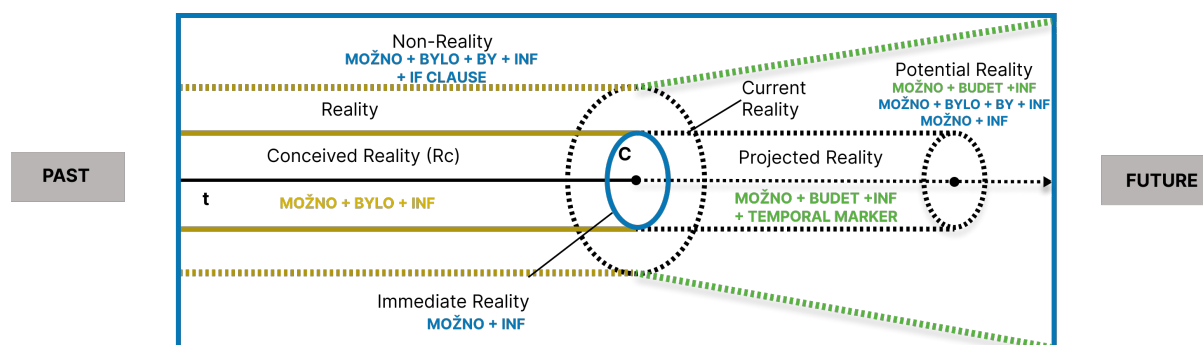 Non-Reality
MOŽNO + BYLO + BY + INF
+ IF CLAUSE
Reality
Conceived Reality (Rc)
PAST
t
MOŽNO + BYLO + INF
C
Immediate Reality
MOŽNO + INF
Current
Reality
Projected Reality
MOŽNO + BUDET +INF
+ TEMPORAL MARKER
Potential Reality
MOŽNO + BUDET +INF
MOŽNO + BYLO + BY + INF
MOŽNO + INF
FUTURE